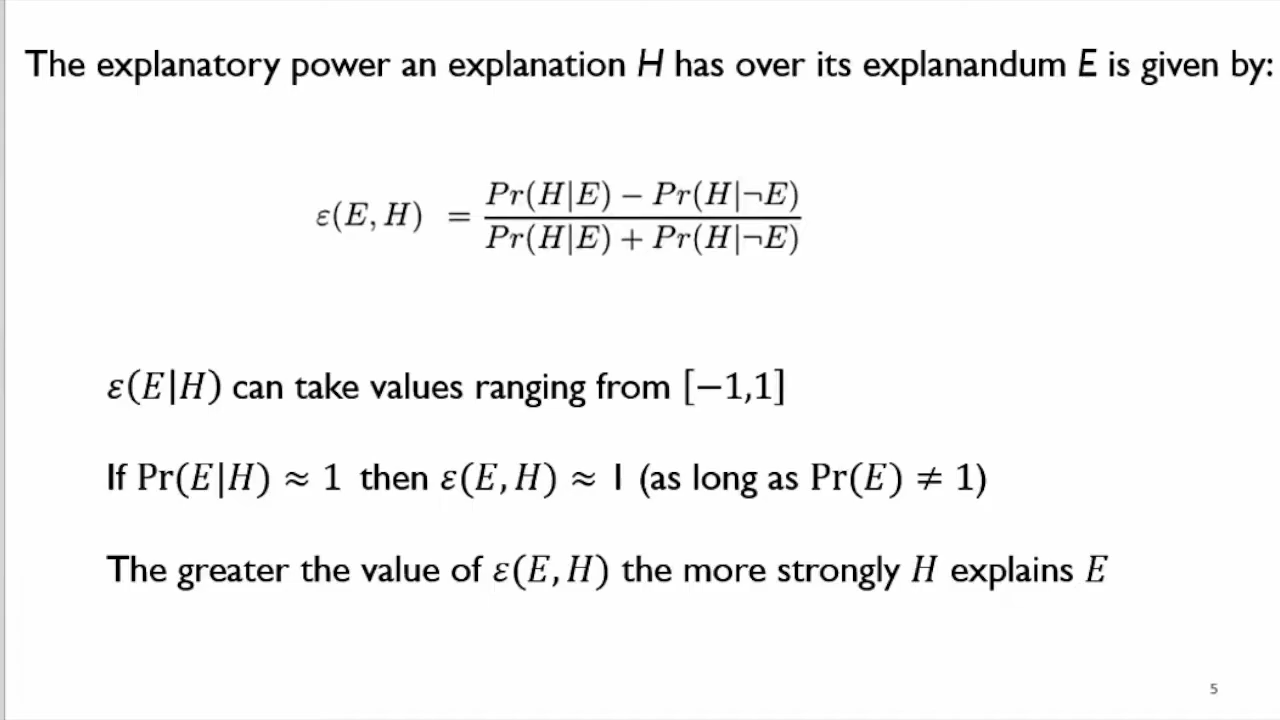 The explanatory power an explanation H has over its explanandum E is given by:
ε(E, H) = Pr(H|E) − Pr(H|¬E)
Pr(H|E) + Pr(H|¬E)
ε(E|H) can take values ranging from [−1,1]
If Pr(E|H) ≈ 1 then ε(E, H) ≈ 1 (as long as Pr(E) ≠ 1)
The greater the value of ε(E, H) the more strongly H explains E
5